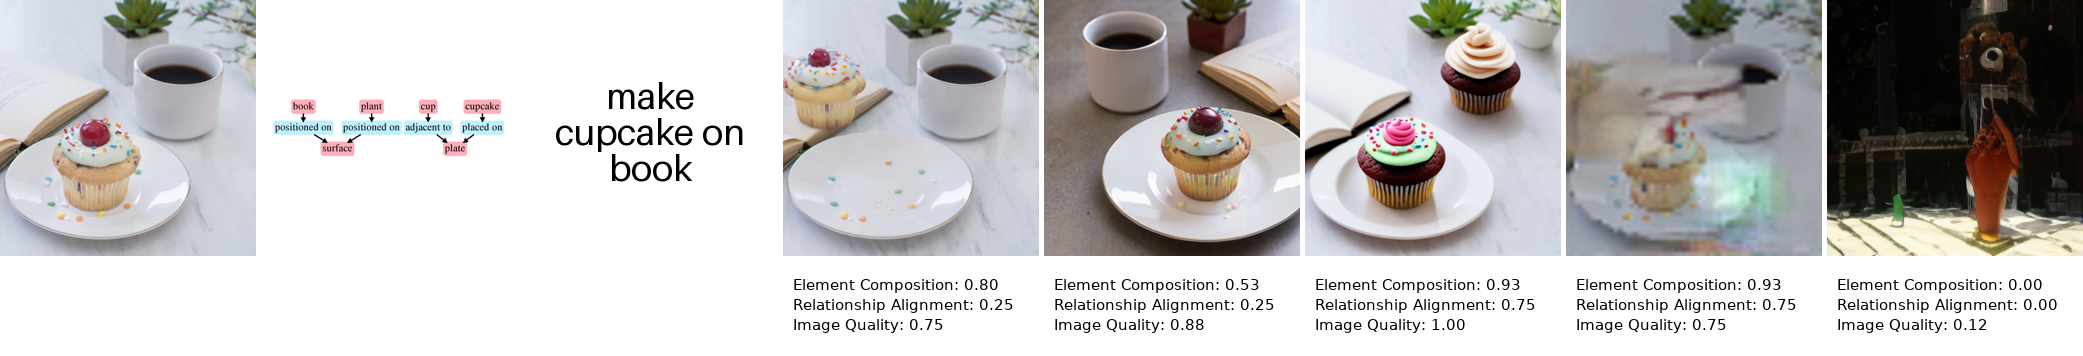 book
plant
cup
cupcake
positioned on
positioned on
adjacent to
placed on
surface
plate
make
cupcake on
book
Element Composition: 0.80
Relationship Alignment: 0.25
Image Quality: 0.75
Element Composition: 0.53
Relationship Alignment: 0.25
Image Quality: 0.88
Element Composition: 0.93
Relationship Alignment: 0.75
Image Quality: 1.00
Element Composition: 0.93
Relationship Alignment: 0.75
Image Quality: 0.75
Element Composition: 0.00
Relationship Alignment: 0.00
Image Quality: 0.12